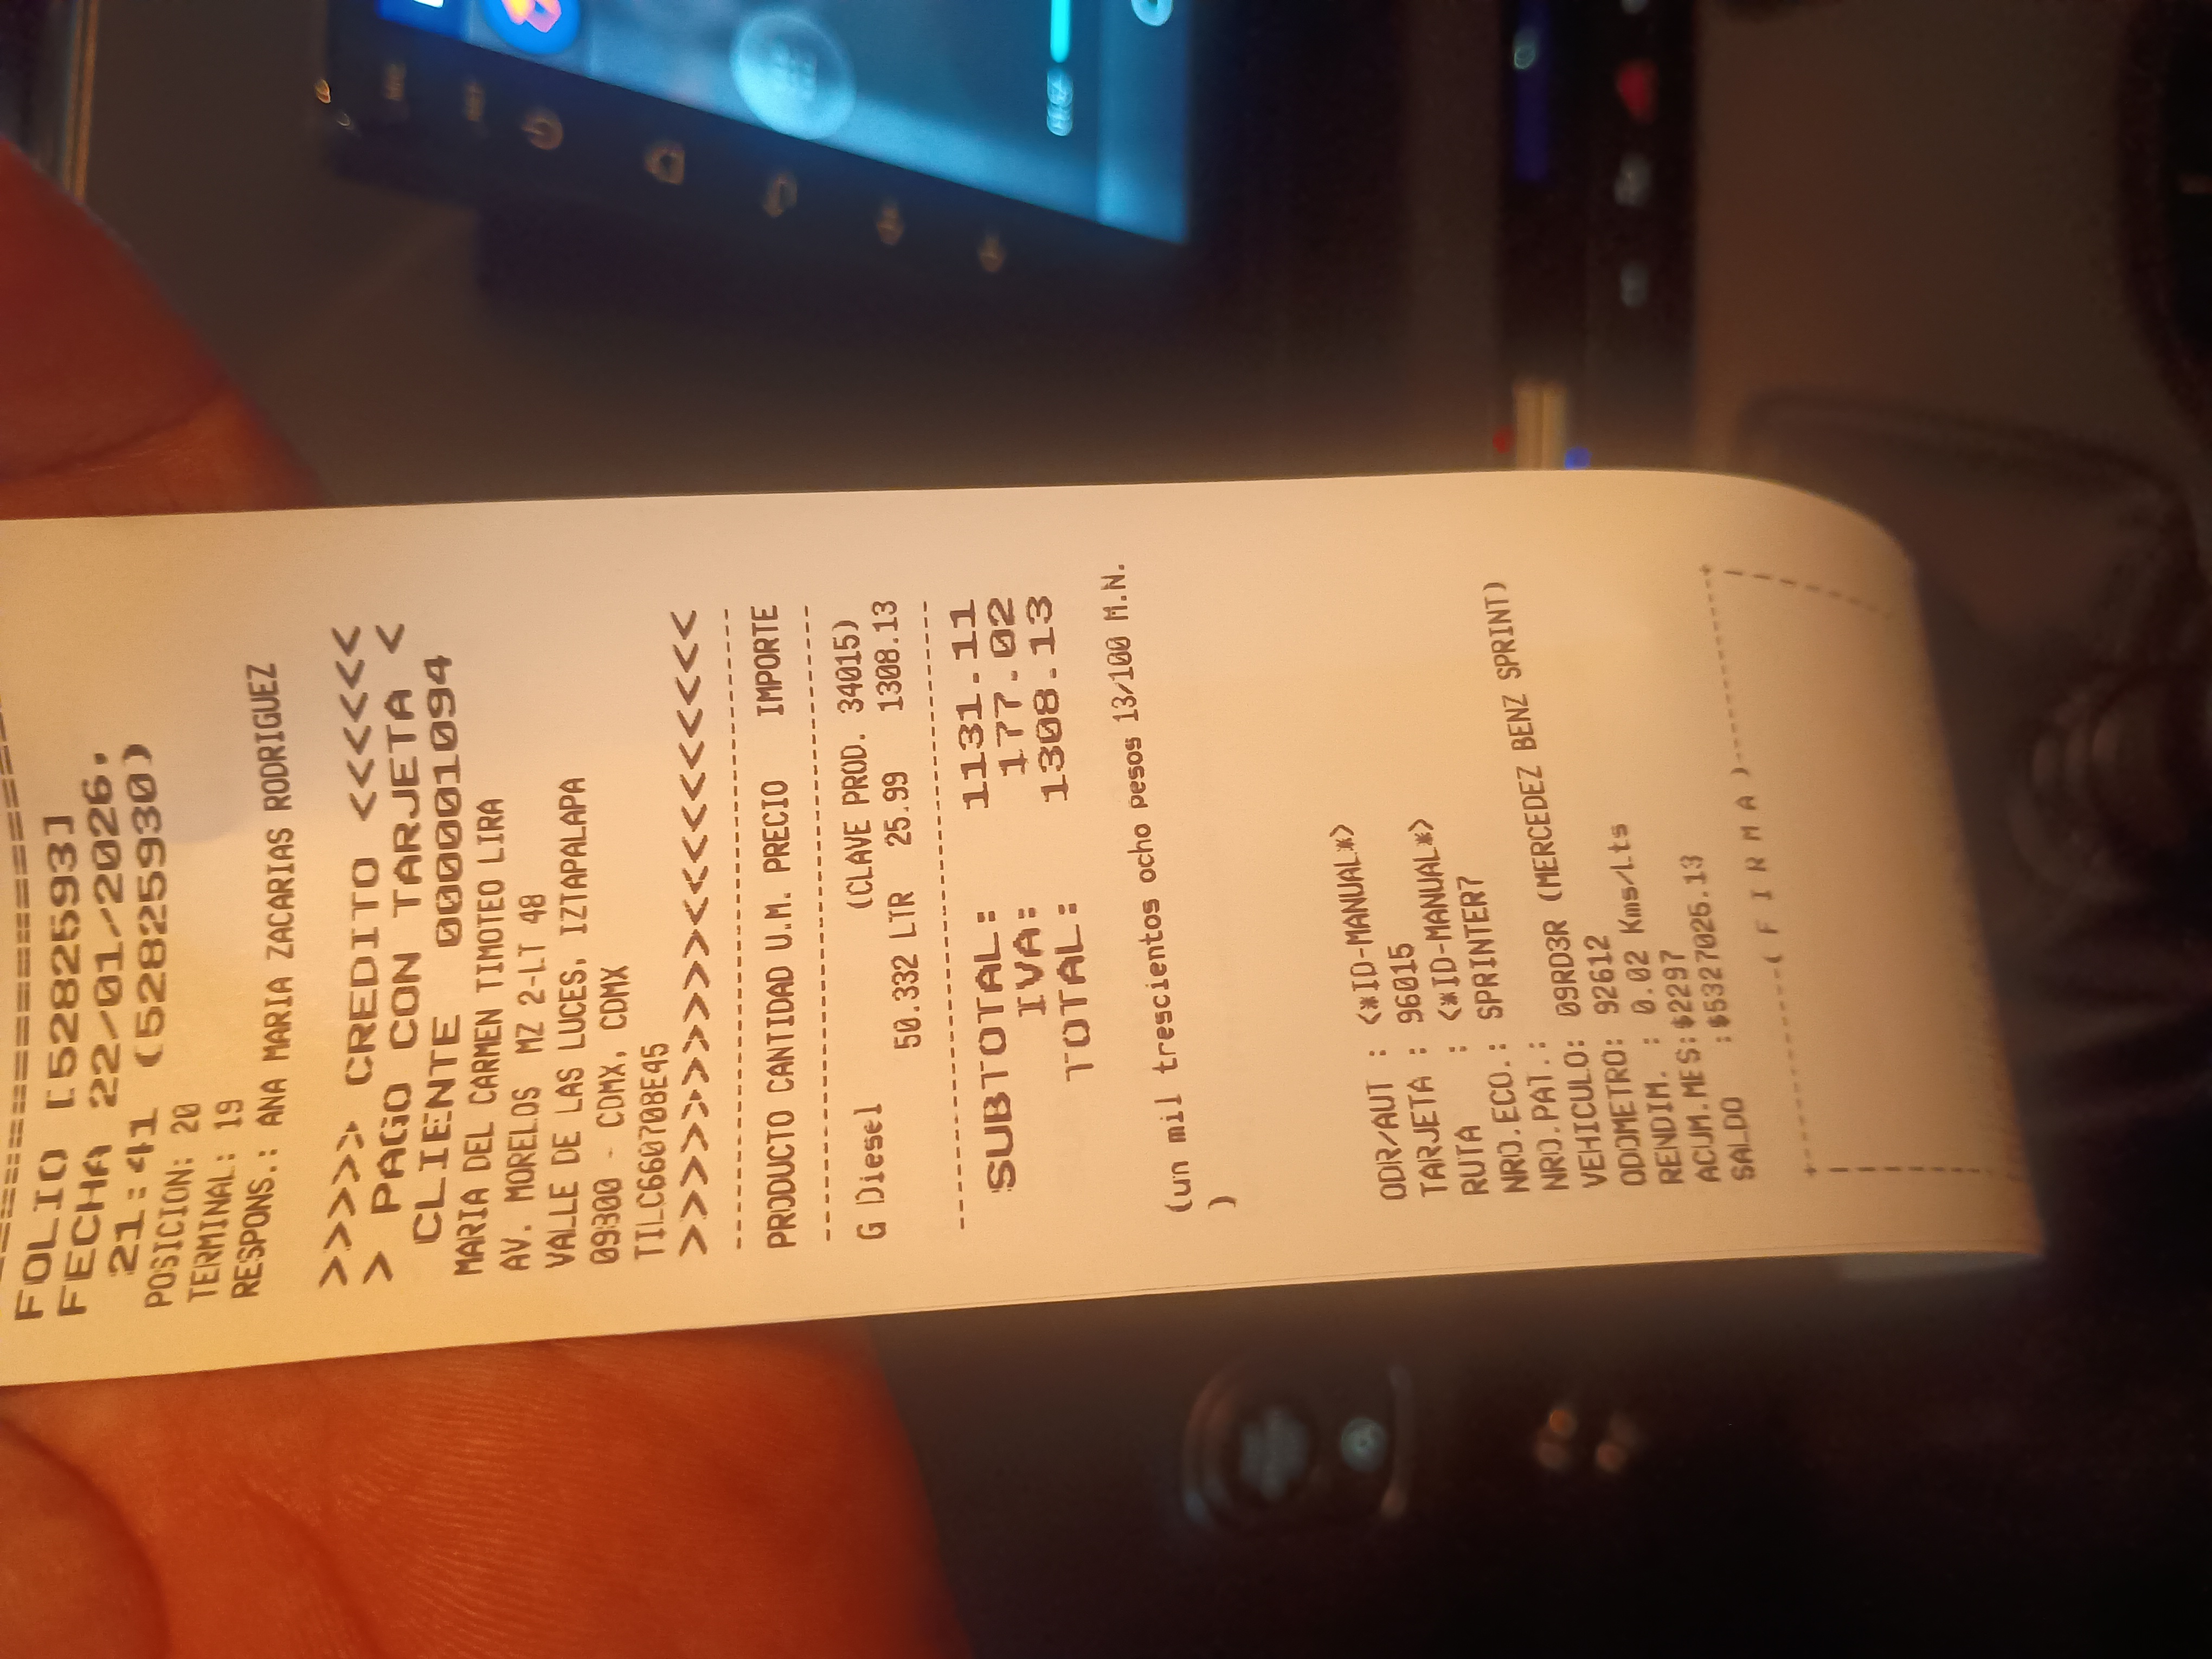 FOLIO [52825930]
FECHA 22/01/2026,
21:41 (52825930)
POSICION: 20
TERMINAL: 19
RESPONS.: ANA MARIA ZACARIAS RODRIGUEZ
>>>>> CREDITO <<<<<<
> PAGO CON TARJETA <
CLIENTE 0000001094
MARIA DEL CARMEN TIMOTEO LIRA
AV. MORELOS MZ 2-LT 48
VALLE DE LAS LUCES, IZTAPALAPA
09300 - CDMX, CDMX
TILC660708E45
>>>>>>>>>><<<<<<<<<<
PRODUCTO CANTIDAD U.M. PRECIO IMPORTE
G Diesel (CLAVE PROD. 34015)
50.332 LTR 25.99 1308.13
SUBTOTAL: 1131.11
IVA: 177.02
TOTAL: 1308.13
(un mil trescientos ocho pesos 13/100 M.N.
)
ODR/AUT : <*ID-MANUAL*>
TARJETA : 96015
RUTA : <*ID-MANUAL*>
NRO.ECO.: SPRINTER7
NRO.PAT.:
VEHICULO: 09RD3R (MERCEDEZ BENZ SPRINT)
ODOMETRO: 92612
RENDIM. : 0.02 Kms/Lts
ACUM.MES: $2297
SALDO : $5327026.13
( F I R M A )